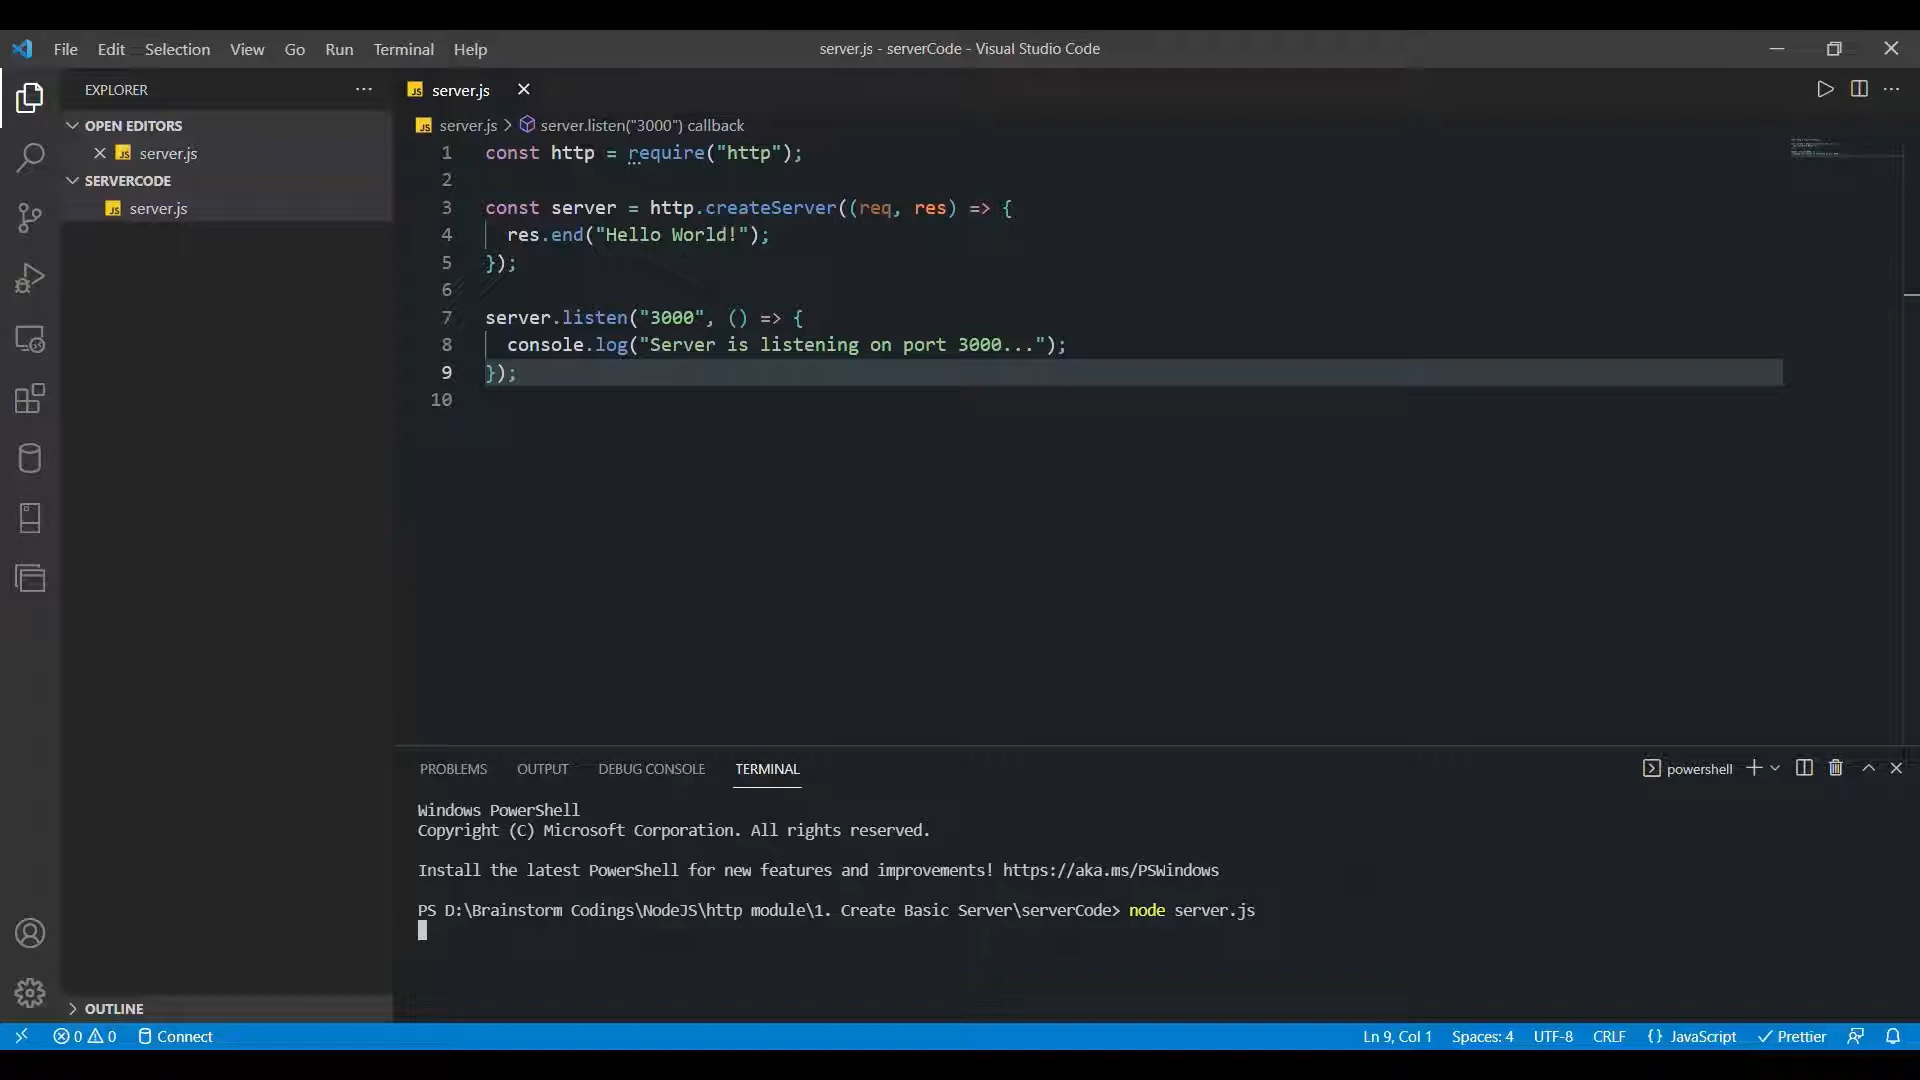 File Edit Selection View Go Run Terminal Help
server.js - serverCode - Visual Studio Code
EXPLORER
OPEN EDITORS
JS server.js
SERVERCODE
JS server.js
OUTLINE
JS server.js
JS server.js > server.listen("3000") callback
1 const http = require("http");
2
3 const server = http.createServer((req, res) => {
4 res.end("Hello World!");
5 });
6
7 server.listen("3000", () => {
8 console.log("Server is listening on port 3000...");
9 });
10
PROBLEMS OUTPUT DEBUG CONSOLE TERMINAL
powershell
Windows PowerShell
Copyright (C) Microsoft Corporation. All rights reserved.
Install the latest PowerShell for new features and improvements! https://aka.ms/PSWindows
PS D:\Brainstorm Codings\NodeJS\http module\1. Create Basic Server\serverCode> node server.js
0 0 Connect
Ln 9, Col 1 Spaces: 4 UTF-8 CRLF {} JavaScript Prettier